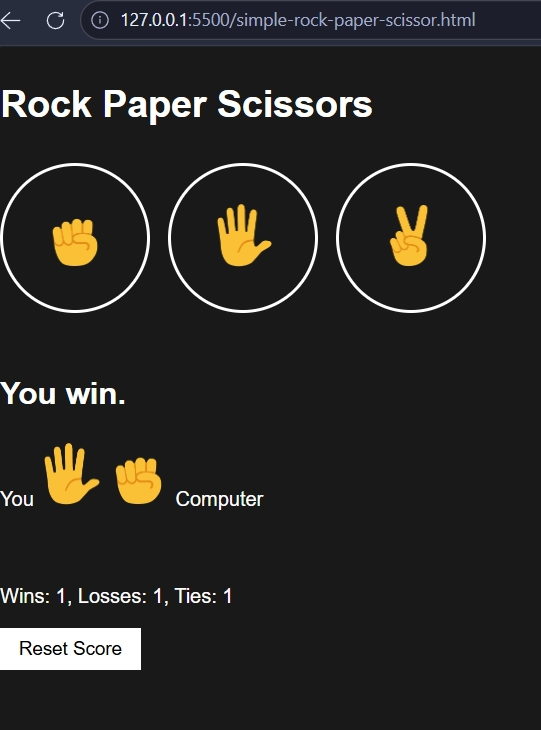 127.0.0.1:5500/simple-rock-paper-scissor.html
Rock Paper Scissors
You win.
You Computer
Wins: 1, Losses: 1, Ties: 1
Reset Score